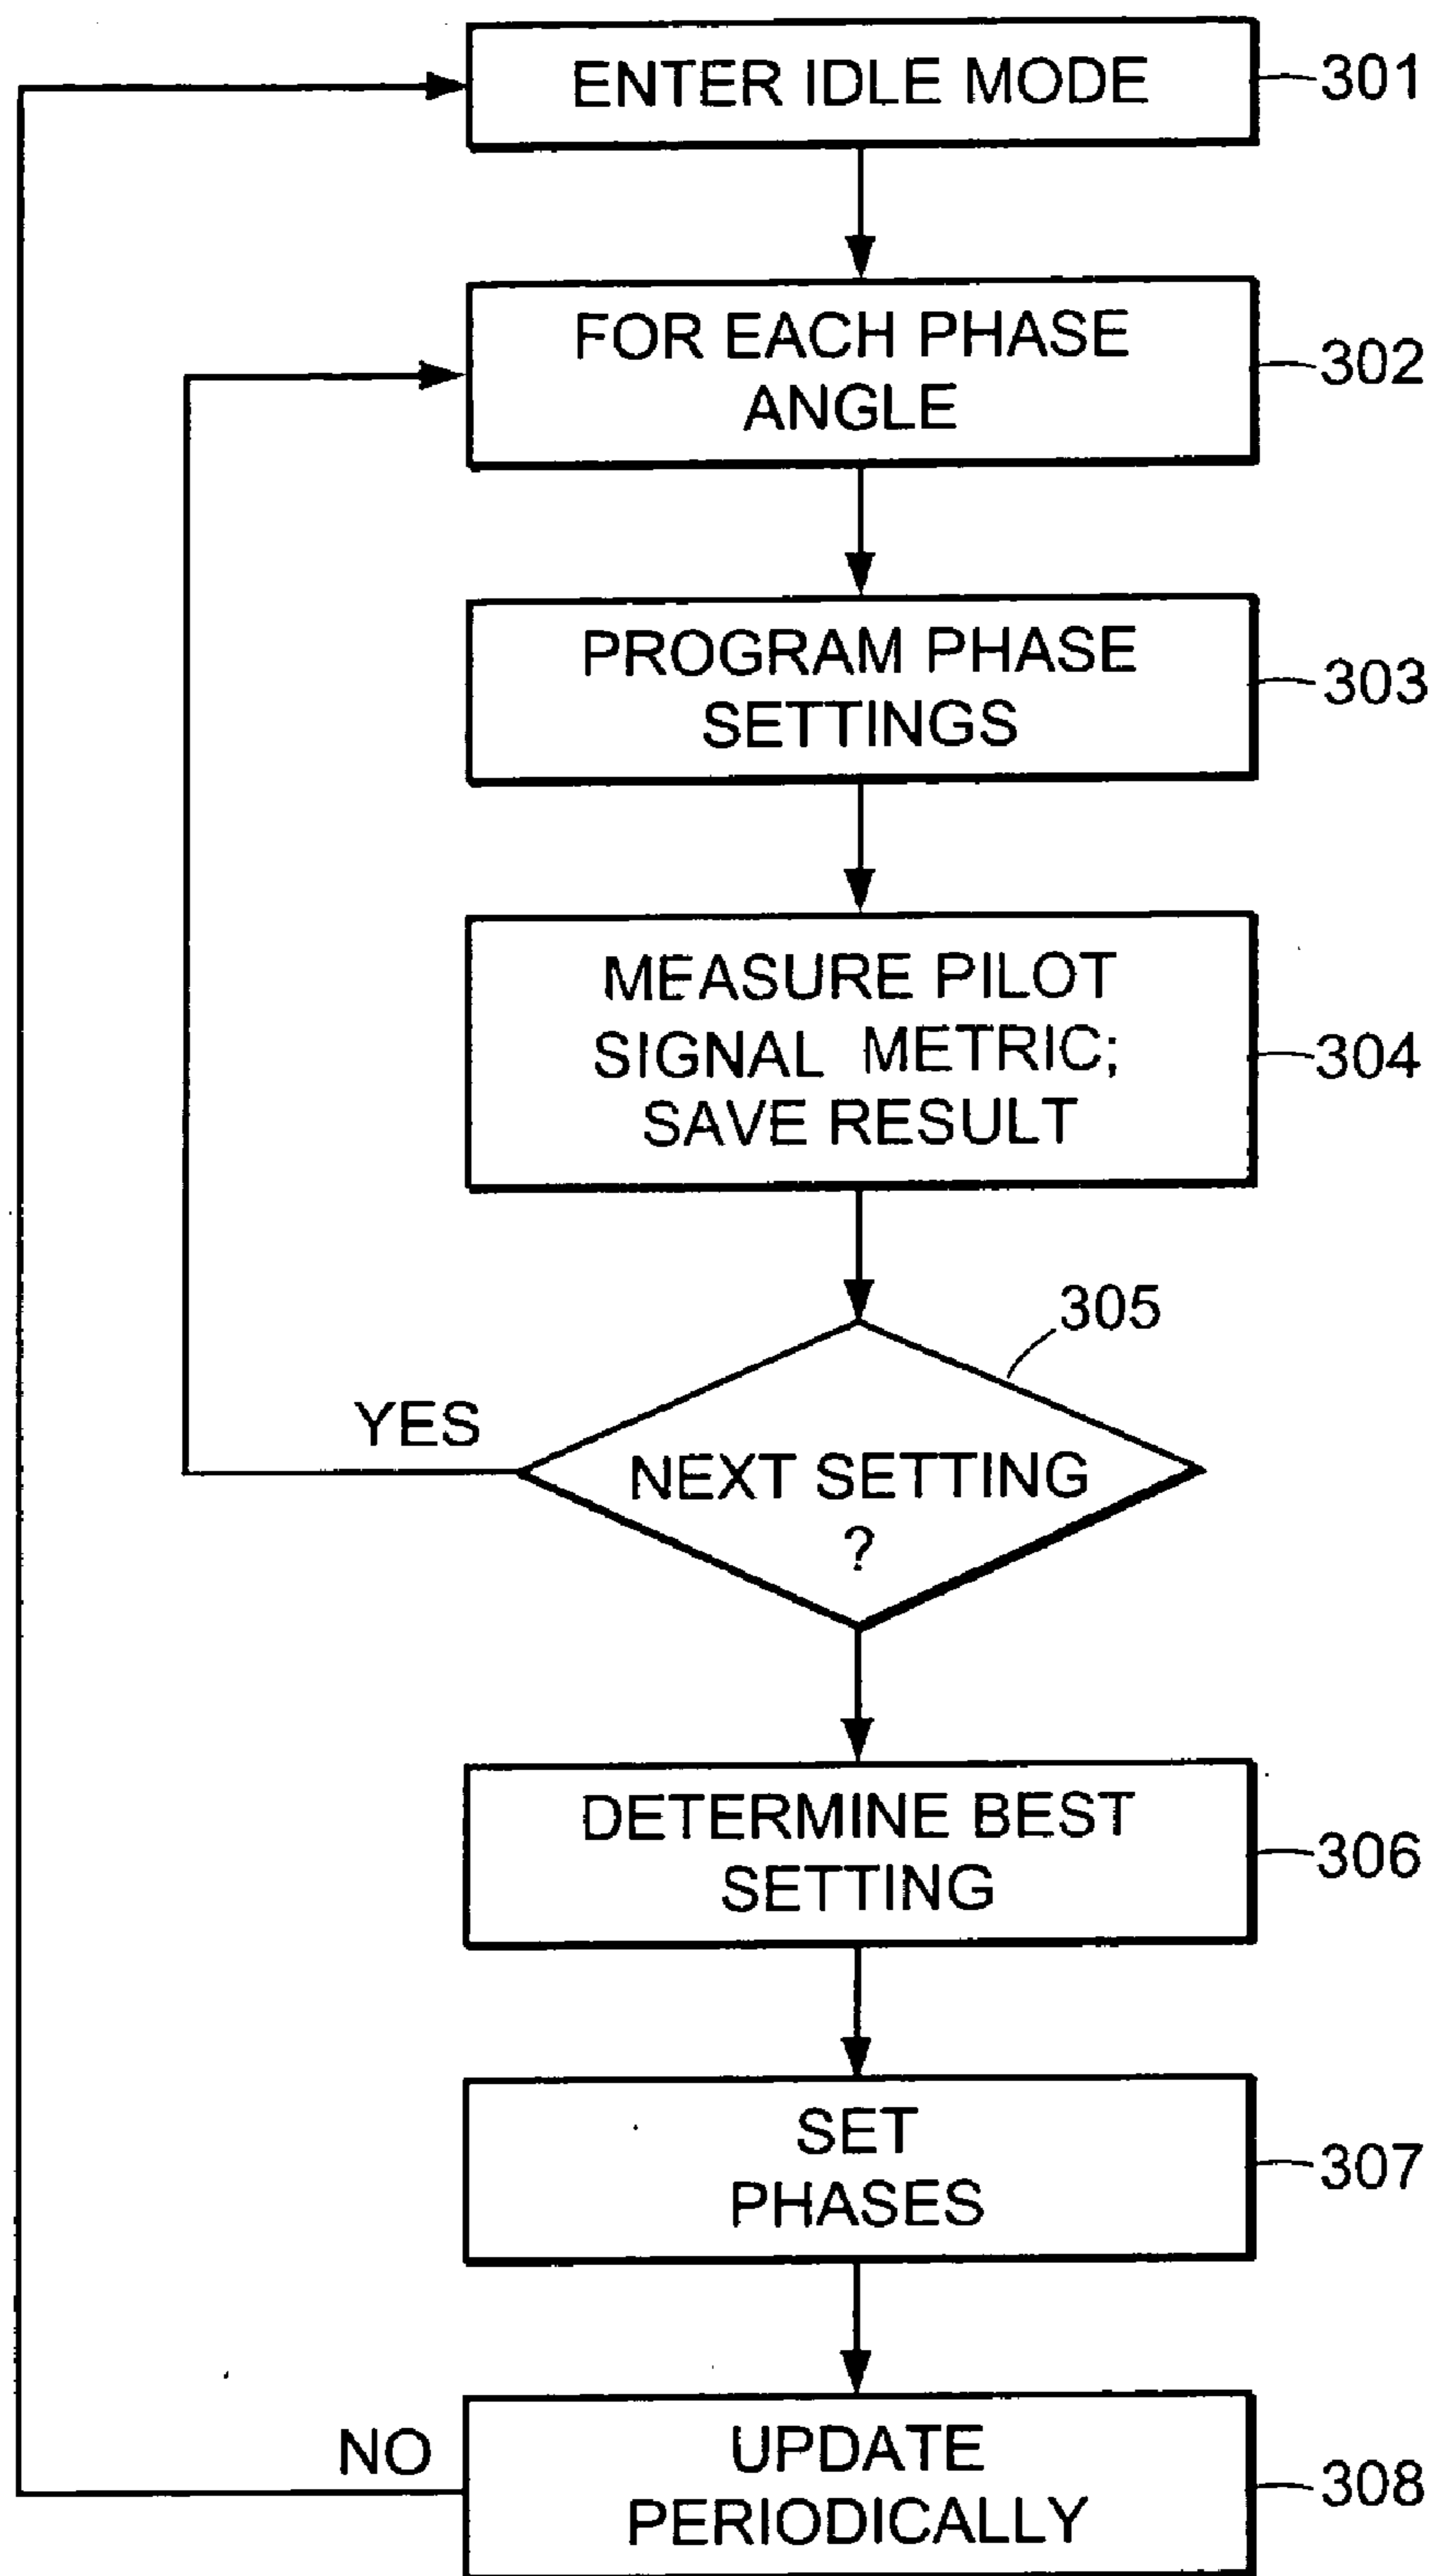 ENTER IDLE MODE
301
FOR EACH PHASE
ANGLE
302
PROGRAM PHASE
SETTINGS
303
MEASURE PILOT
SIGNAL METRIC;
SAVE RESULT
304
305
YES
NEXT SETTING
?
DETERMINE BEST
SETTING
306
SET
PHASES
307
NO
UPDATE
PERIODICALLY
308